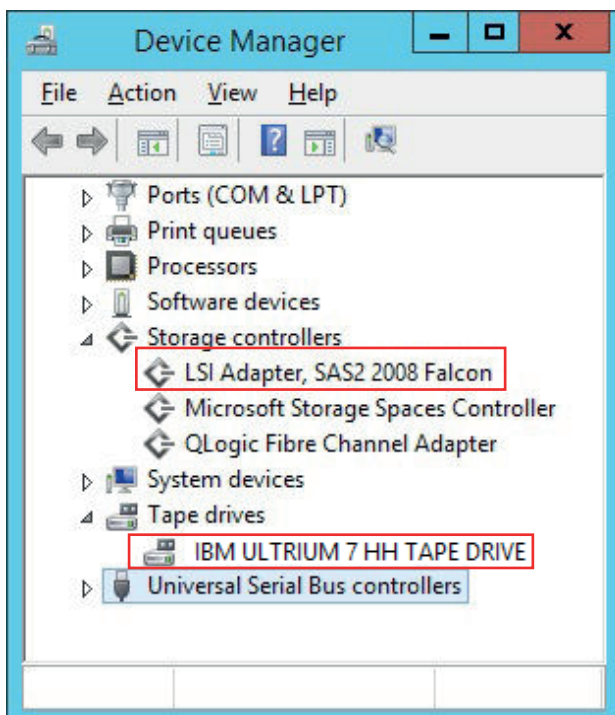 Device Manager
File Action View Help
Ports (COM & LPT)
Print queues
Processors
Software devices
Storage controllers
LSI Adapter, SAS2 2008 Falcon
Microsoft Storage Spaces Controller
QLogic Fibre Channel Adapter
System devices
Tape drives
IBM ULTRIUM 7 HH TAPE DRIVE
Universal Serial Bus controllers